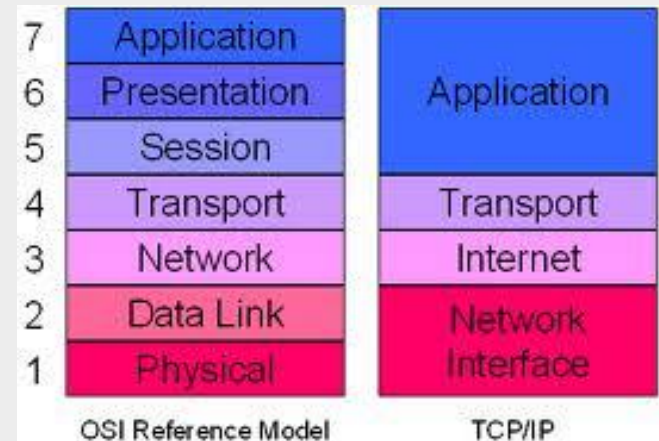 7 Application
6 Presentation
5 Session
4 Transport
3 Network
2 Data Link
1 Physical
OSI Reference Model
Application
Transport
Internet
Network
Interface
TCP/IP